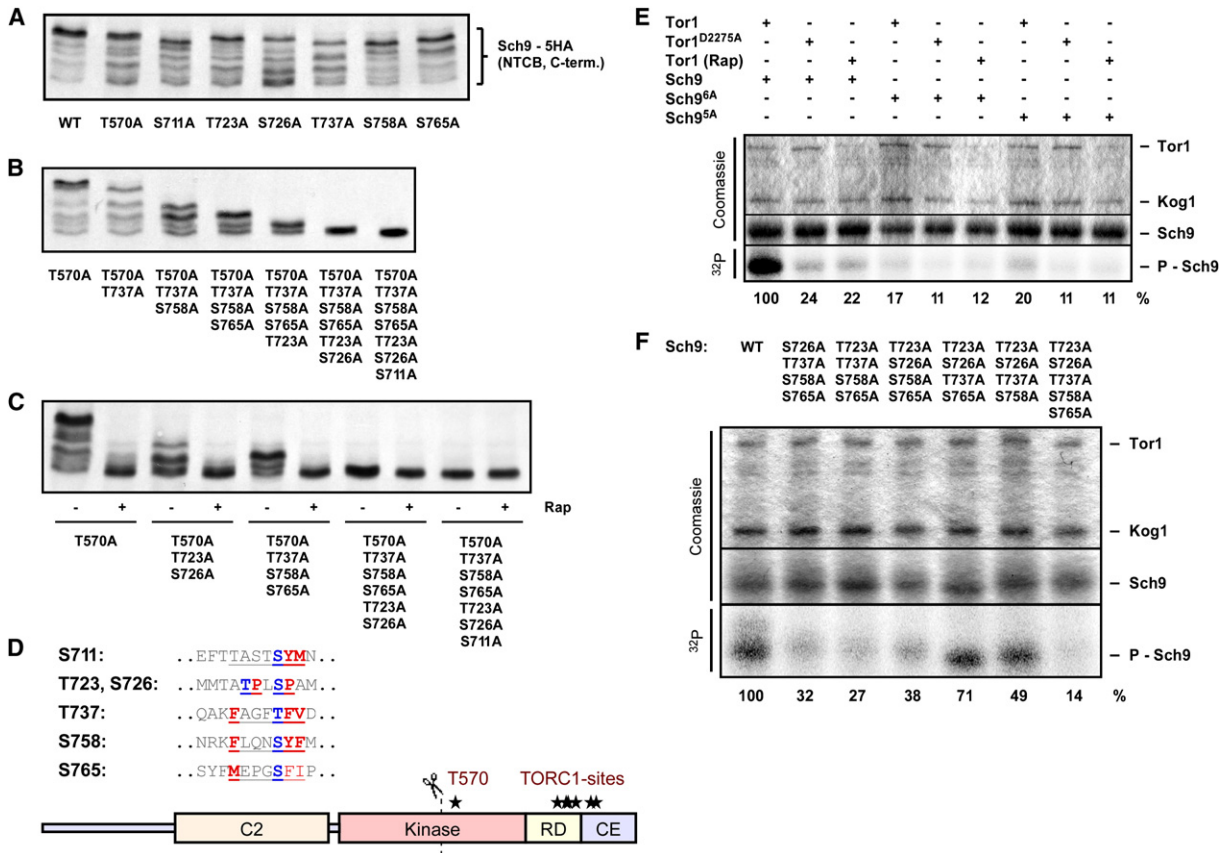 A
Sch9 - 5HA
(NTCB, C-term.)
WT T570A S711A T723A S726A T737A S758A S765A
B
T570A T570A T570A T570A T570A T570A T570A
T737A T737A T737A T737A T737A T737A
S758A S758A S758A S758A S758A
S765A S765A S765A S765A
T723A T723A T723A
S726A S726A
S711A
C
- + - + - + - + - + Rap
T570A T570A T570A T570A T570A
T723A T737A T737A T737A
S726A S758A S758A S758A
S765A S765A S765A
T723A T723A
S726A S726A
S711A
D
S711: ..EFTTASTSYMN..
T723, S726: ..MMTATPLSPAM..
T737: ..QAKFAGFTFVD..
S758: ..NRKFLQNSYFM..
S765: ..SYFMEPGSFIP..
T570 TORC1-sites
C2 Kinase RD CE
E
Tor1 + - - + - - + - -
Tor1D2275A - + - - + - - + -
Tor1 (Rap) - - + - - + - - +
Sch9 + + + - - - - - -
Sch96A - - - + + + - - -
Sch95A - - - - - - + + +
Coomassie
- Tor1
- Kog1
- Sch9
32P
- P - Sch9
100 24 22 17 11 12 20 11 11 %
F
Sch9: WT S726A T723A T723A T723A T723A T723A
T737A T737A S726A S726A S726A S726A
S758A S758A S758A T737A T737A T737A
S765A S765A S765A S765A S758A S758A
S765A
Coomassie
- Tor1
- Kog1
- Sch9
32P
- P - Sch9
100 32 27 38 71 49 14 %